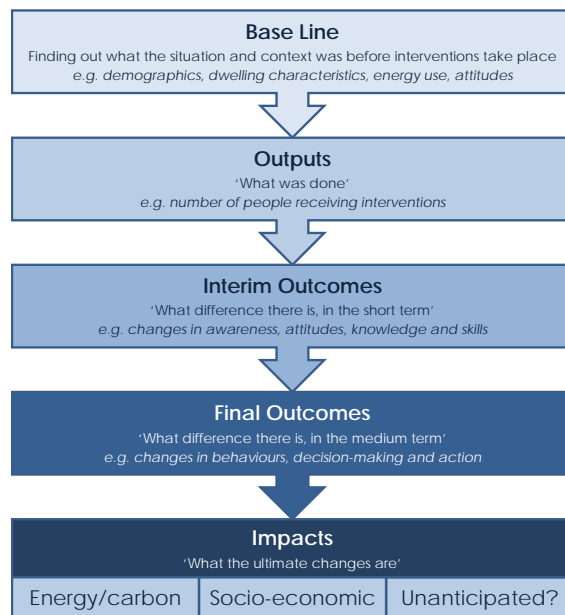 Base Line
Finding out what the situation and context was before interventions take place
e.g. demographics, dwelling characteristics, energy use, attitudes
Outputs
‘What was done’
e.g. number of people receiving interventions
Interim Outcomes
‘What difference there is, in the short term’
e.g. changes in awareness, attitudes, knowledge and skills
Final Outcomes
‘What difference there is, in the medium term’
e.g. changes in behaviours, decision-making and action
Impacts
‘What the ultimate changes are’
Energy/carbon Socio-economic Unanticipated?